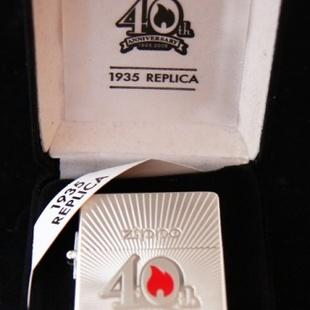 40th
ANNIVERSARY
1935 REPLICA
1935
REPLICA
ZIPPO
40th